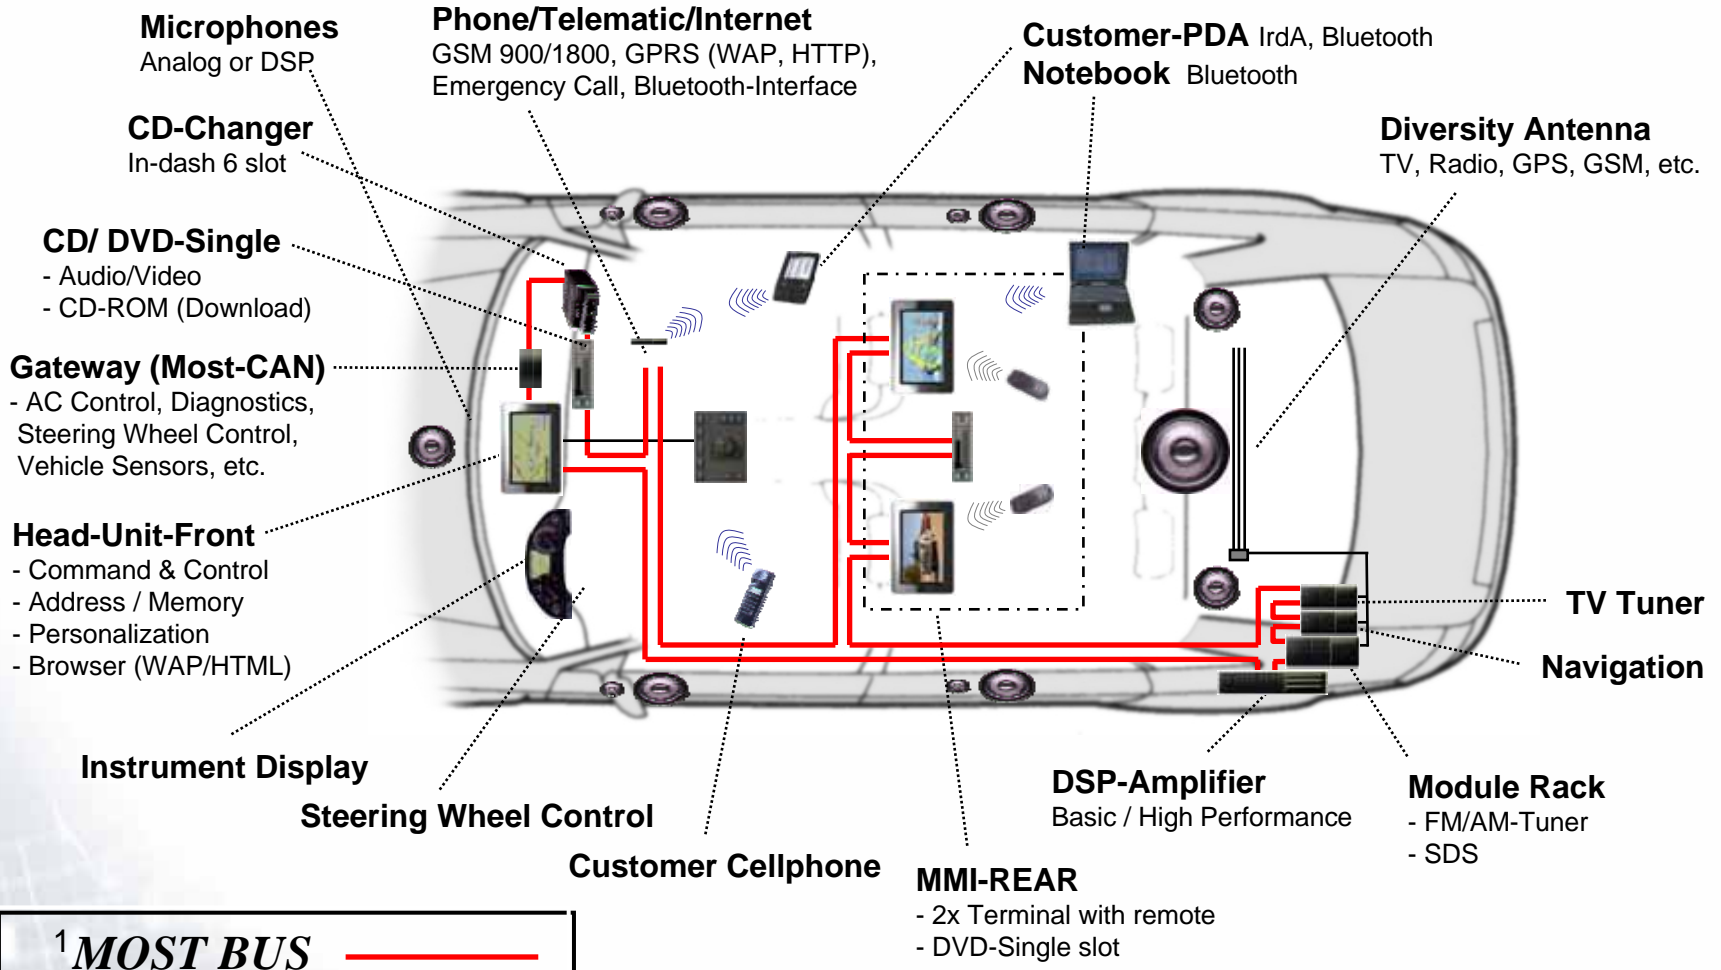 Microphones
Analog or DSP
Phone/Telematic/Internet
GSM 900/1800, GPRS (WAP, HTTP),
Emergency Call, Bluetooth-Interface
Customer-PDA IrdA, Bluetooth
Notebook Bluetooth
Diversity Antenna
TV, Radio, GPS, GSM, etc.
CD-Changer
In-dash 6 slot
CD/ DVD-Single
- Audio/Video
- CD-ROM (Download)
Gateway (Most-CAN)
- AC Control, Diagnostics,
Steering Wheel Control,
Vehicle Sensors, etc.
Head-Unit-Front
- Command & Control
- Address / Memory
- Personalization
- Browser (WAP/HTML)
Instrument Display
Steering Wheel Control
Customer Cellphone
MMI-REAR
- 2x Terminal with remote
- DVD-Single slot
DSP-Amplifier
Basic / High Performance
Module Rack
- FM/AM-Tuner
- SDS
TV Tuner
Navigation
1 MOST BUS